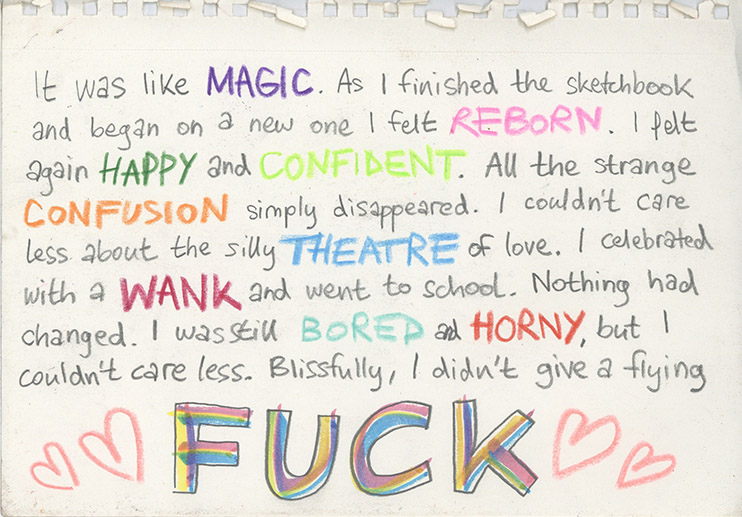 It was like MAGIC. As I finished the sketchbook
and began on a new one I felt REBORN. I felt
again HAPPY and CONFIDENT. All the strange
CONFUSION simply disappeared. I couldn't care
less about the silly THEATRE of love. I celebrated
with a WANK and went to school. Nothing had
changed. I was still BORED and HORNY, but I
couldn't care less. Blissfully, I didn't give a flying
FUCK